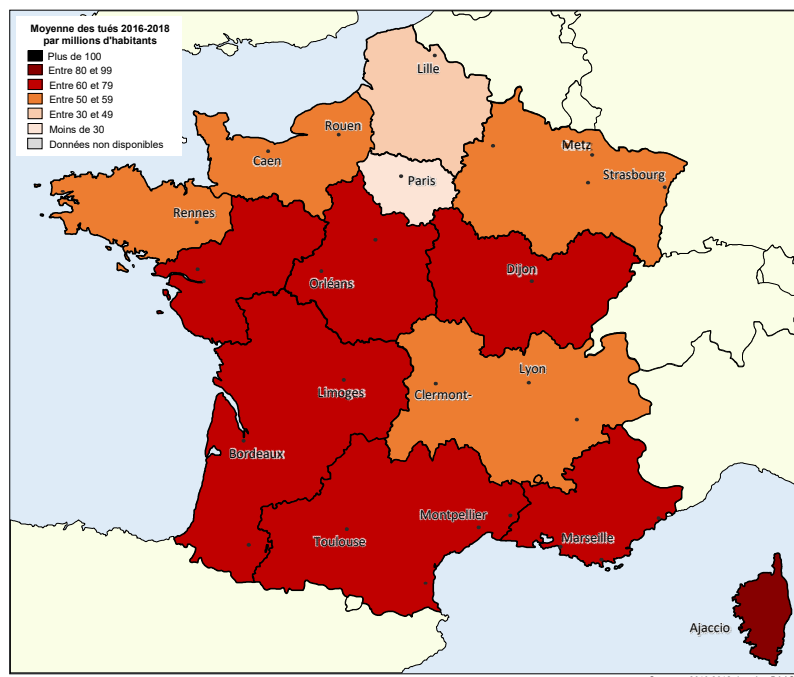 Moyenne des tués 2016-2018
par millions d'habitants
Plus de 100
Entre 80 et 99
Entre 60 et 79
Entre 50 et 59
Entre 30 et 49
Moins de 30
Données non disponibles
Lille
Rouen
Caen
Metz
Paris
Strasbourg
Rennes
Dijon
Orléans
Lyon
Limoges
Clermont-
Bordeaux
Montpellier
Toulouse
Marseille
Ajaccio